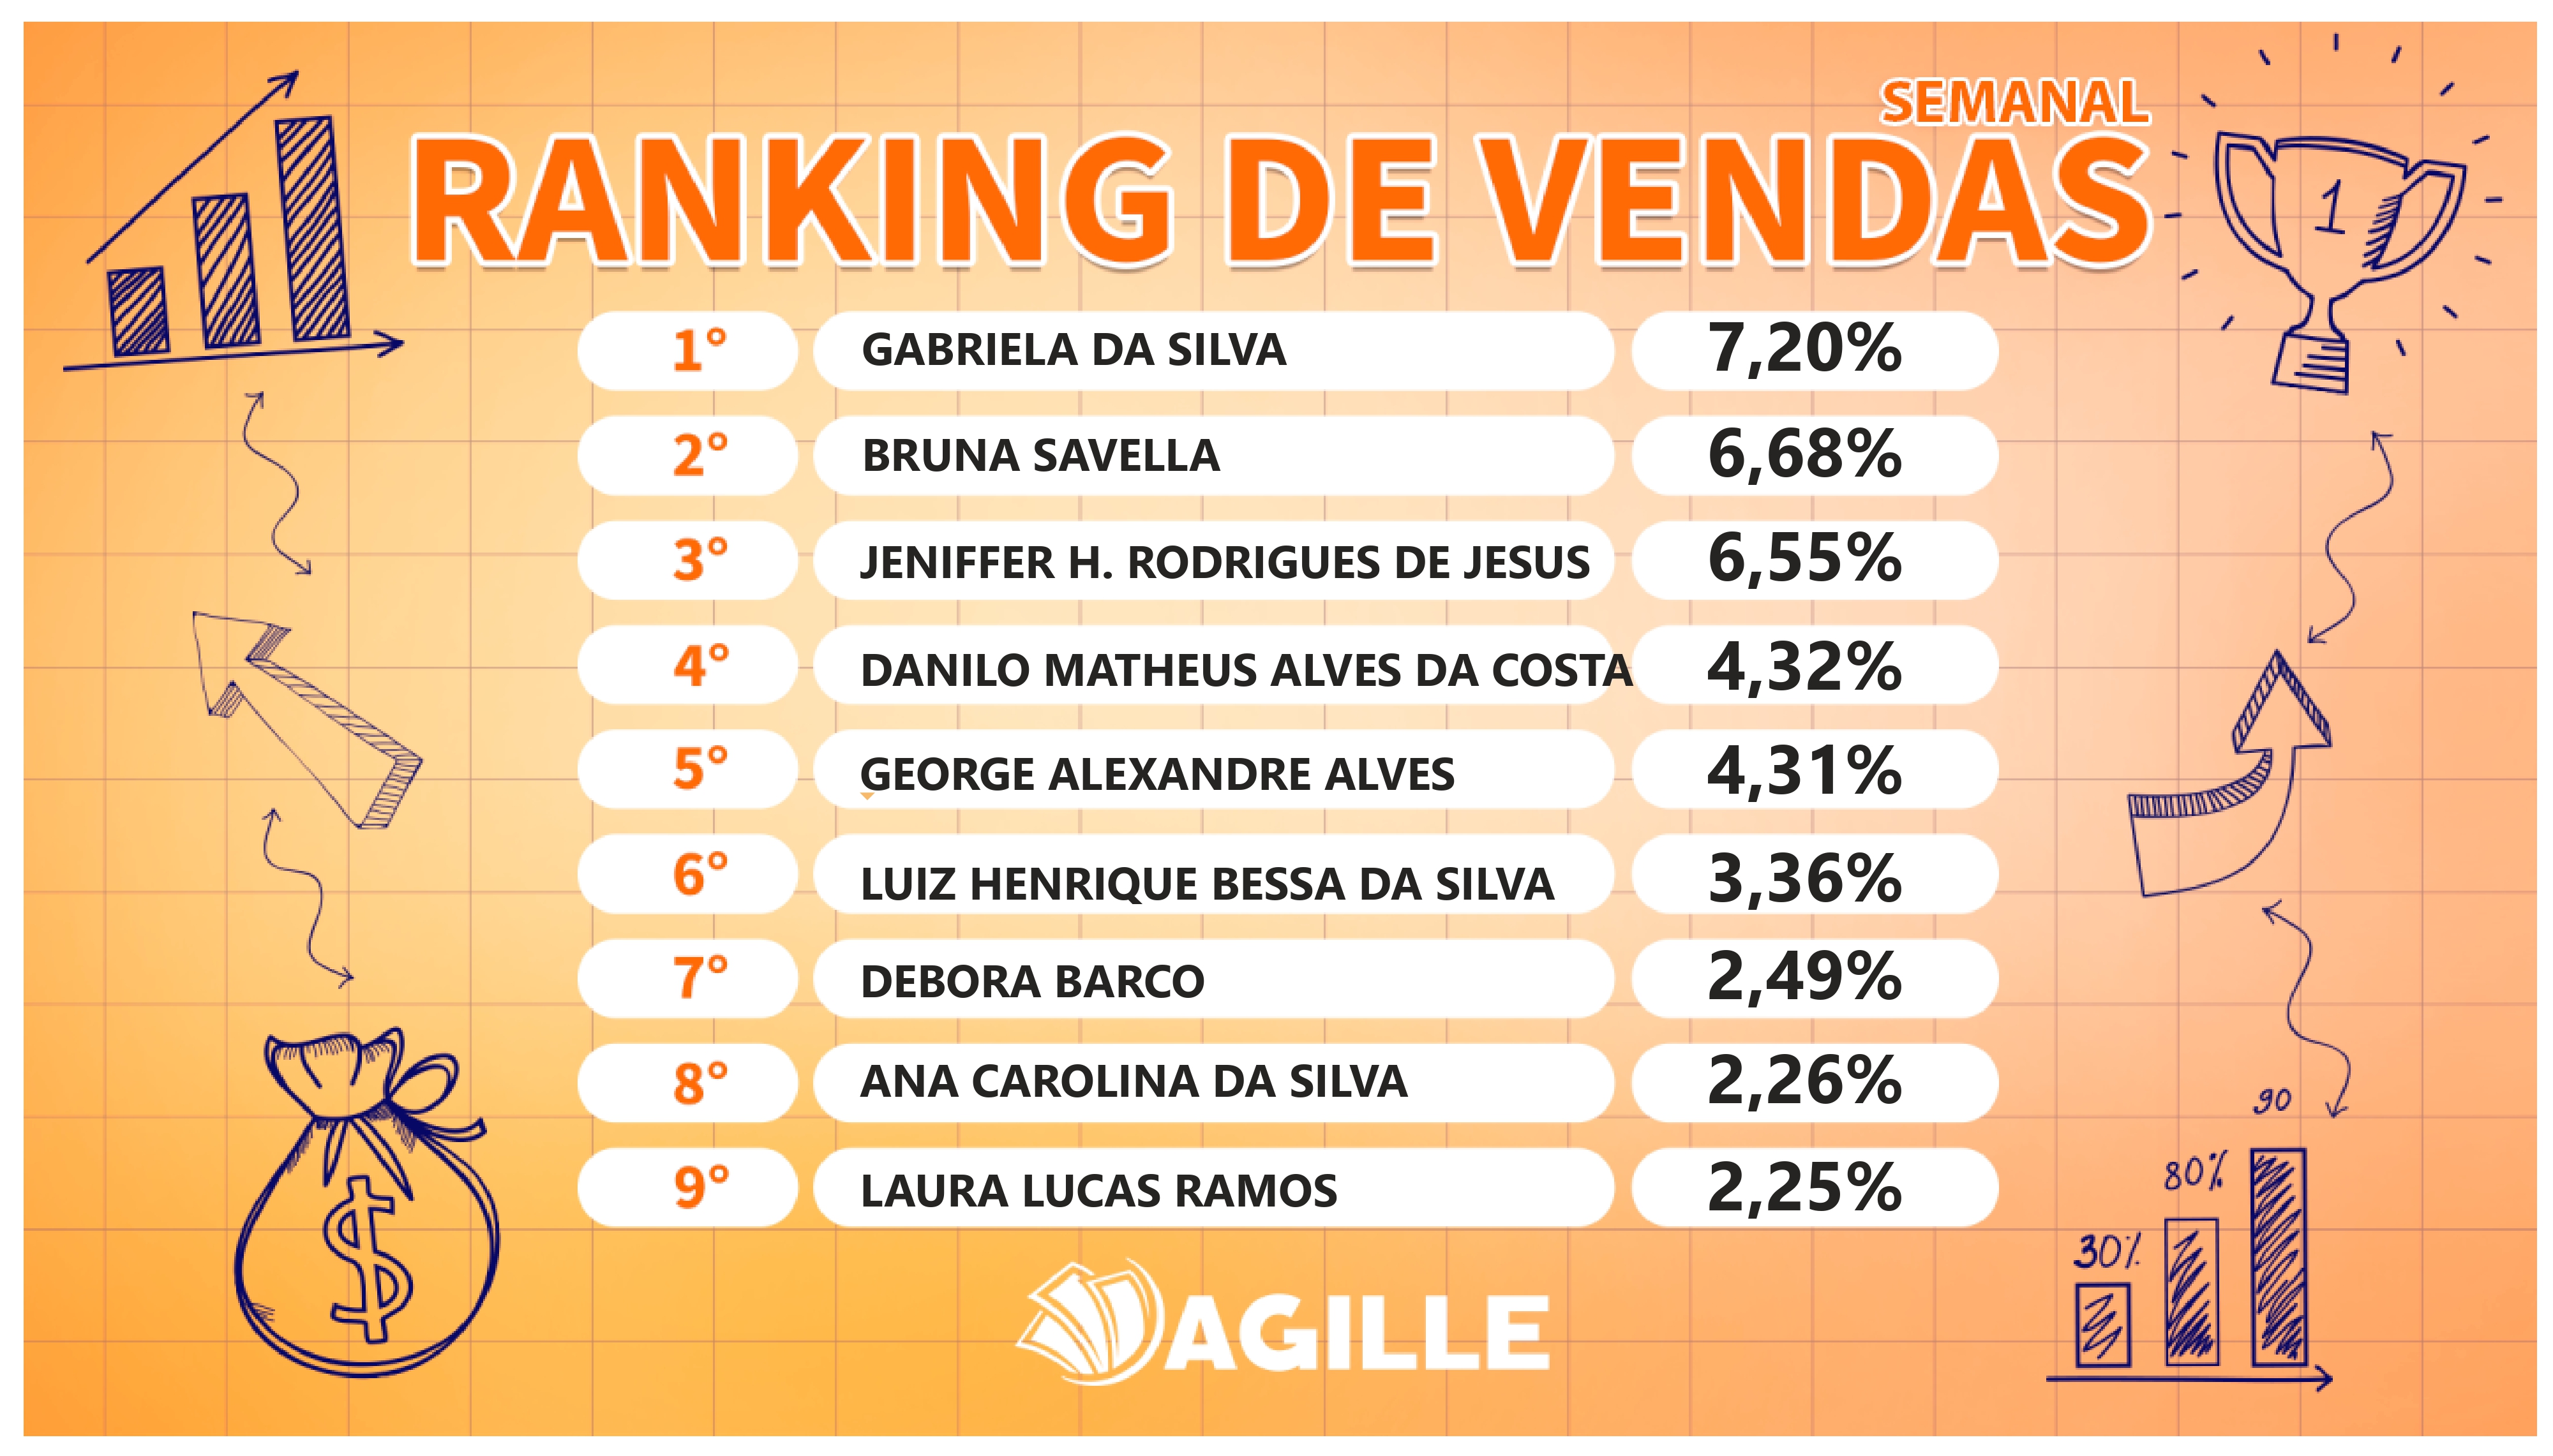 SEMANAL
RANKING DE VENDAS
1
1° GABRIELA DA SILVA 7,20%
2° BRUNA SAVELLA 6,68%
3° JENIFFER H. RODRIGUES DE JESUS 6,55%
4° DANILO MATHEUS ALVES DA COSTA 4,32%
5° GEORGE ALEXANDRE ALVES 4,31%
6° LUIZ HENRIQUE BESSA DA SILVA 3,36%
7° DEBORA BARCO 2,49%
8° ANA CAROLINA DA SILVA 2,26%
9° LAURA LUCAS RAMOS 2,25%
90
80%
30%
$
AGILLE